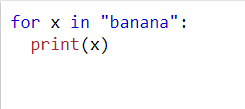 for x in "banana":
  print(x)